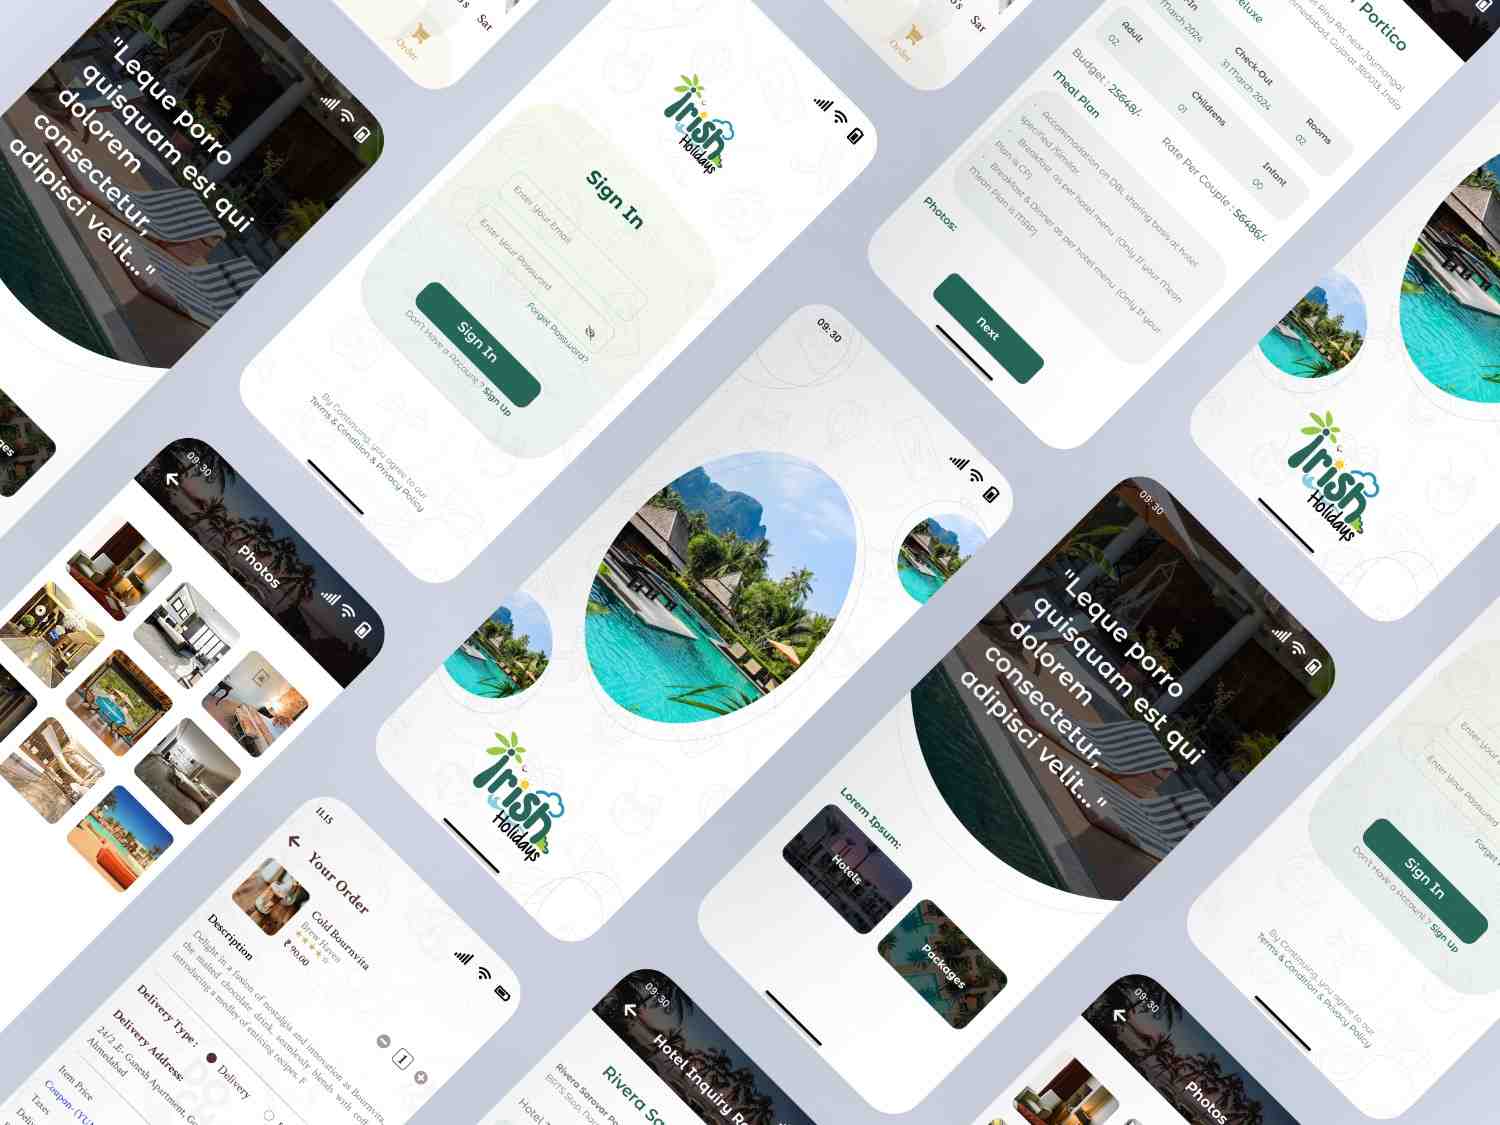 "Leque porro
quisquam est qui
dolorem
consectetur,
adipisci velit..."
Order
Sat
Irish
Holidays
Sign In
Enter your Email
Enter your Password
Forget Password?
Sign In
Don't Have a Account? Sign Up
By Continuing, you agree to our
Terms & Condition & Privacy Policy
Order
Sat
Portico
Ring Rd, near Jaymangal
Ahmedabad, Gujarat 380013, India
Deluxe
March 2024
Check-Out
31 March 2024
Rooms
02
Adult
02
Childrens
01
Infant
00
Budget : 25648/-
Rate Per Couple : 56486/-
Meal Plan
Accommodation on DBL sharing basis at hotel
specified /Similar.
Breakfast as per hotel menu. (Only If your Mean
Plan is CP)
Breakfast & Dinner as per hotel menu. (Only If your
Mean Plan is MAP)
Photos:
Next
Irish
Holidays
09:30
Photos
09:30
Irish
Holidays
09:30
"Leque porro
quisquam est qui
dolorem
consectetur,
adipisci velit..."
Lorem Ipsum:
Hotels
Packages
Enter your
Enter your Password
Forget
Sign In
Don't Have a Account? Sign Up
By Continuing, you agree to our
Terms & Condition & Privacy Policy
11.15
Your Order
Cold Bournvita
Brew Haven
₹ 90.00
Description
Delight in a fusion of nostalgia and innovation as Bournvita,
the malted chocolate drink, seamlessly blends with
introducing a medley of enticing recipes. F
1
Delivery Type :
Delivery
Delivery Address:
24/2,E- Ganesh Apartment,
Ahmedabad
Item Price
Coupon-
Taxes
09:30
Hotel Inquiry
Rivera
Rivera Sarovar
BRTS Stop,
Hotel
09:30
Photos